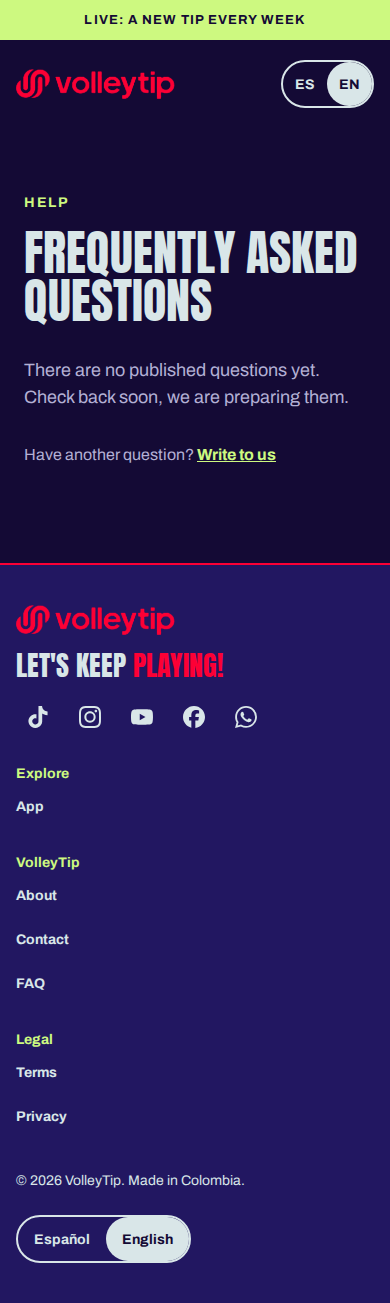 LIVE: A NEW TIP EVERY WEEK
volleytip
ES EN
HELP
FREQUENTLY ASKED
QUESTIONS
There are no published questions yet.
Check back soon, we are preparing them.
Have another question? Write to us
volleytip
LET'S KEEP PLAYING!
Explore
App
VolleyTip
About
Contact
FAQ
Legal
Terms
Privacy
© 2026 VolleyTip. Made in Colombia.
Español English